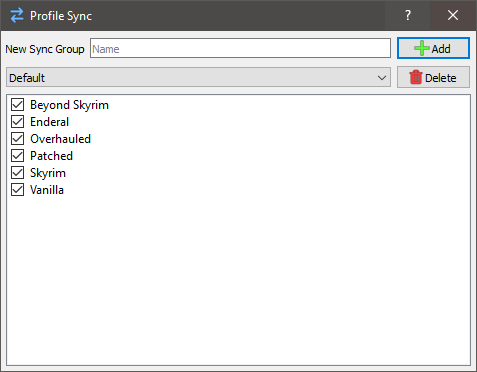 Profile Sync
?
New Sync Group Name Add
Default Delete
Beyond Skyrim
Enderal
Overhauled
Patched
Skyrim
Vanilla